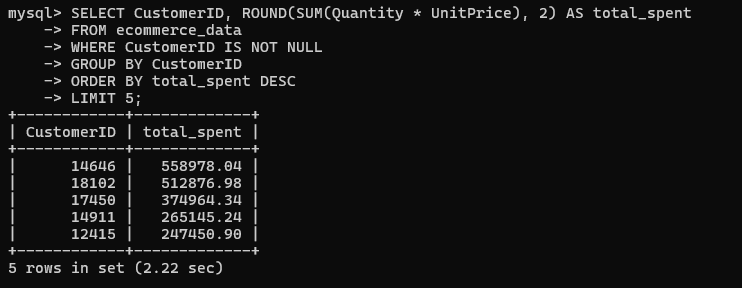 mysql> SELECT CustomerID, ROUND(SUM(Quantity * UnitPrice), 2) AS total_spent
    -> FROM ecommerce_data
    -> WHERE CustomerID IS NOT NULL
    -> GROUP BY CustomerID
    -> ORDER BY total_spent DESC
    -> LIMIT 5;
+------------+-------------+
| CustomerID | total_spent |
+------------+-------------+
|      14646 |   558978.04 |
|      18102 |   512876.98 |
|      17450 |   374964.34 |
|      14911 |   265145.24 |
|      12415 |   247450.90 |
+------------+-------------+
5 rows in set (2.22 sec)